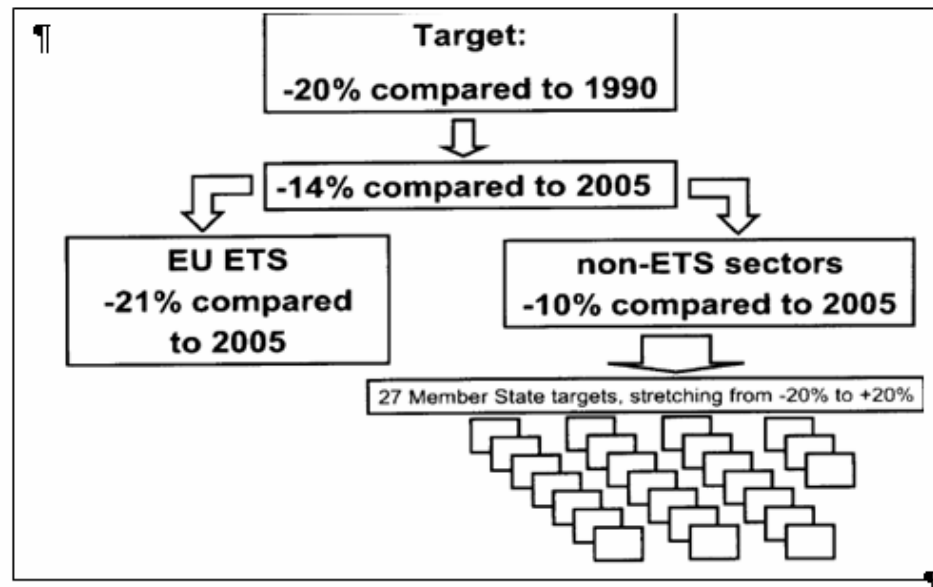 ¶
Target:
-20% compared to 1990
-14% compared to 2005
EU ETS
-21% compared
to 2005
non-ETS sectors
-10% compared to 2005
27 Member State targets, stretching from -20% to +20%
¶